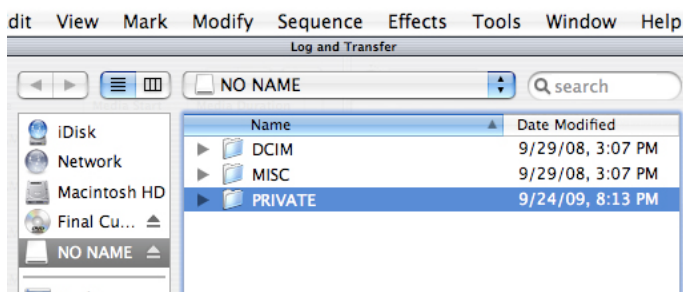 dit View Mark Modify Sequence Effects Tools Window Help
Log and Transfer
NO NAME search
Name Date Modified
iDisk
DCIM 9/29/08, 3:07 PM
Network
MISC 9/29/08, 3:07 PM
Macintosh HD
PRIVATE 9/24/09, 8:13 PM
Final Cu...
NO NAME